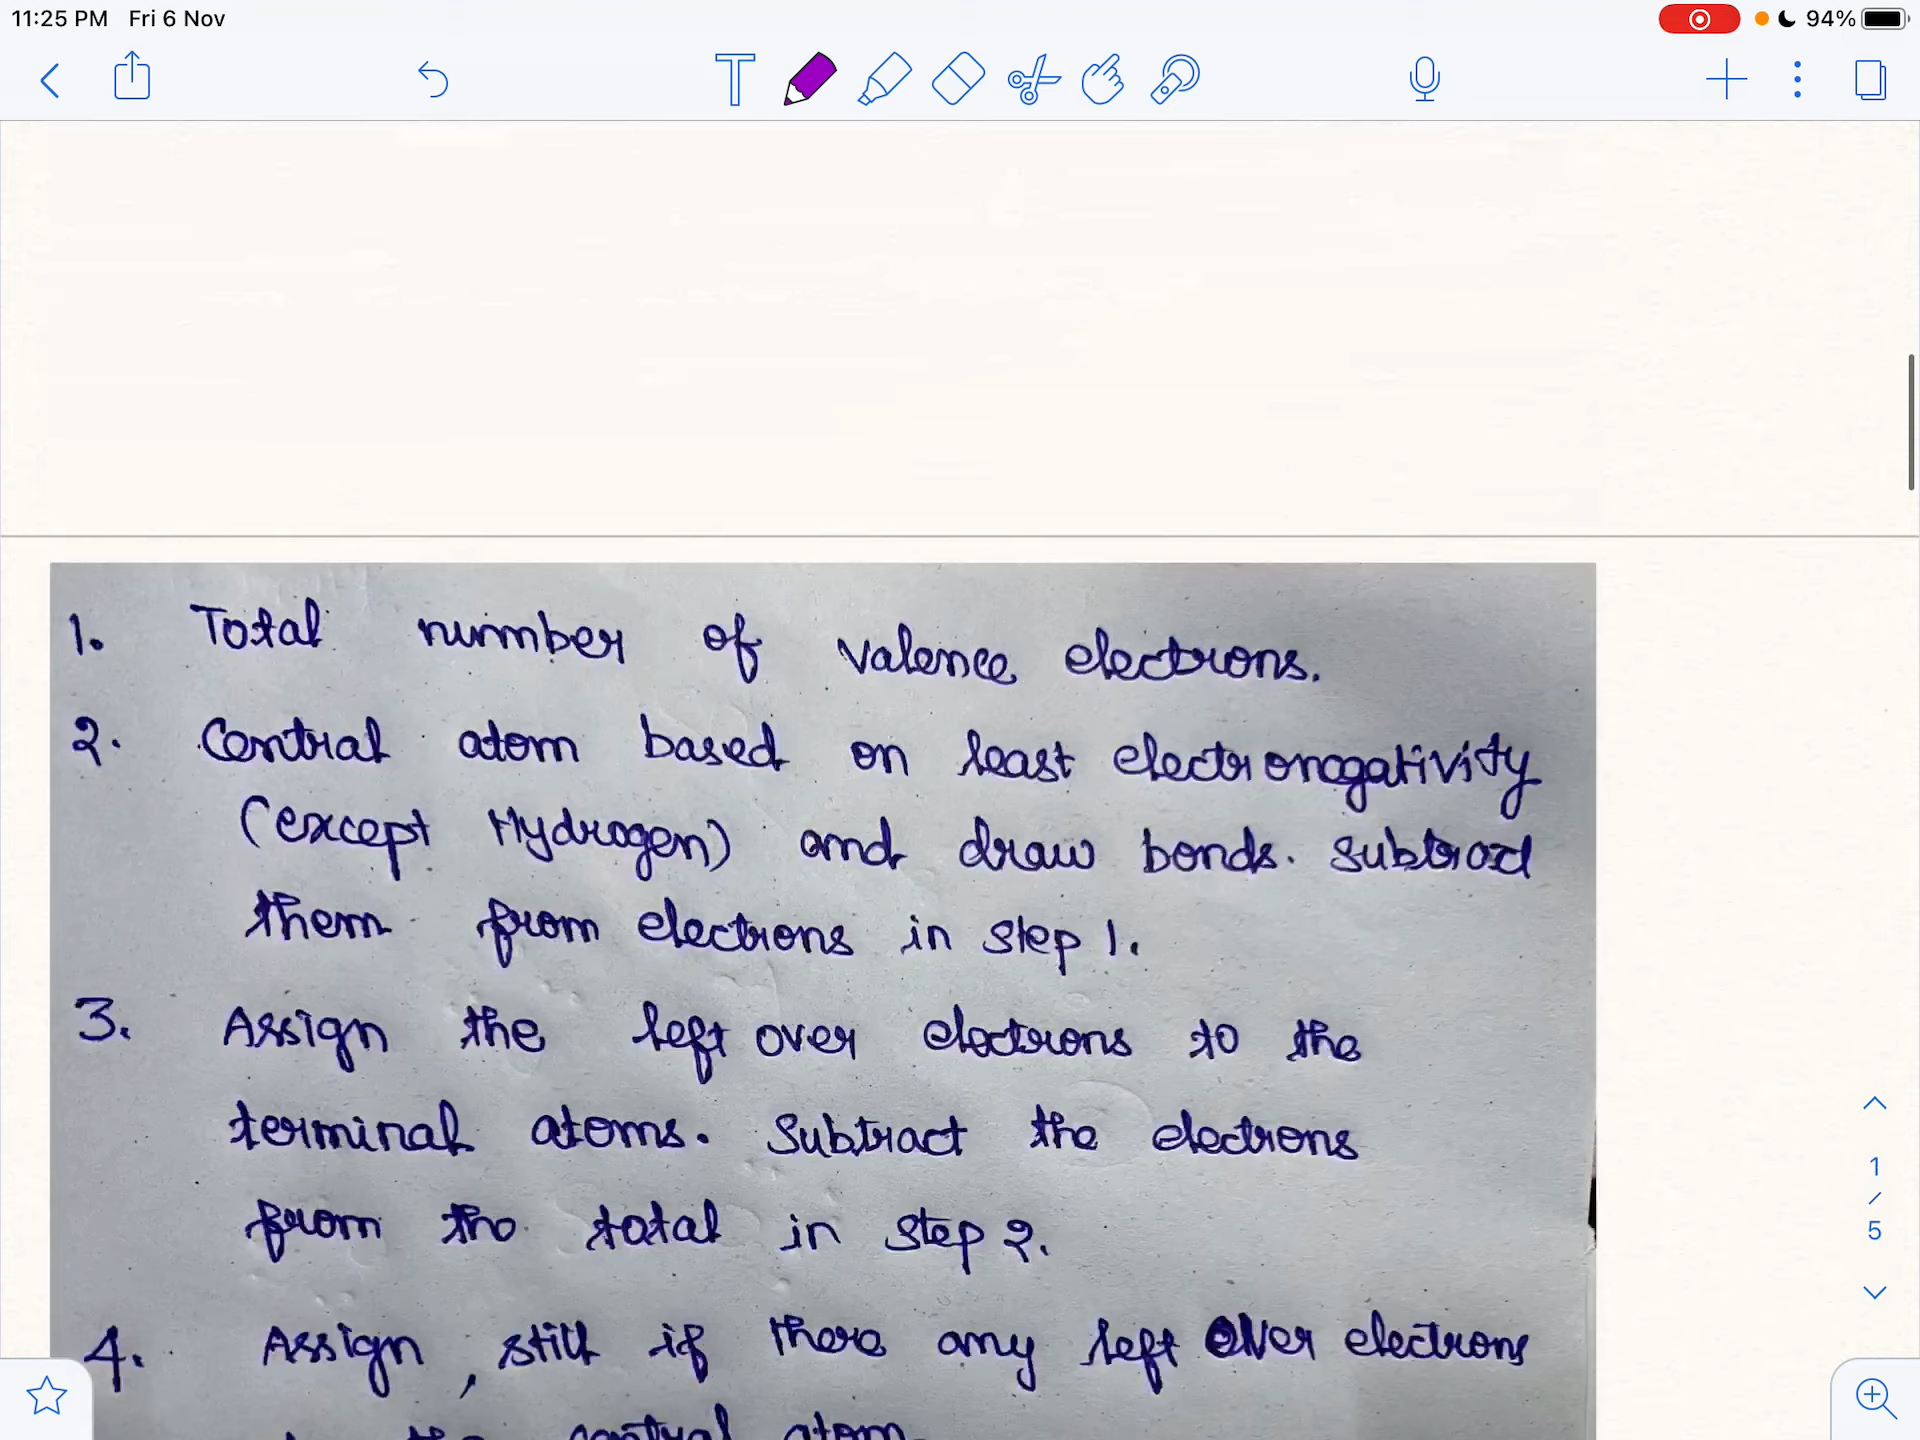 11:25 PM Fri 6 Nov
94%
1. Total number of valence electrons.
2. Central atom based on least electronegativity
(except Hydrogen) and draw bonds. Subtract
them from electrons in step 1.
3. Assign the left over electrons to the
terminal atoms. Subtract the electrons
from the total in step 2.
4. Assign, still if there any left over electrons
central atom
1
/
5